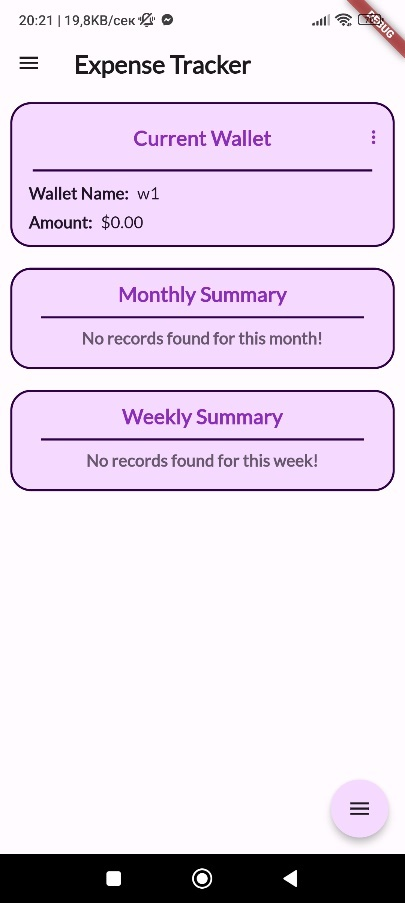 20:21 | 19,8KB/сек
DEBUG
Expense Tracker
Current Wallet
Wallet Name: w1
Amount: $0.00
Monthly Summary
No records found for this month!
Weekly Summary
No records found for this week!